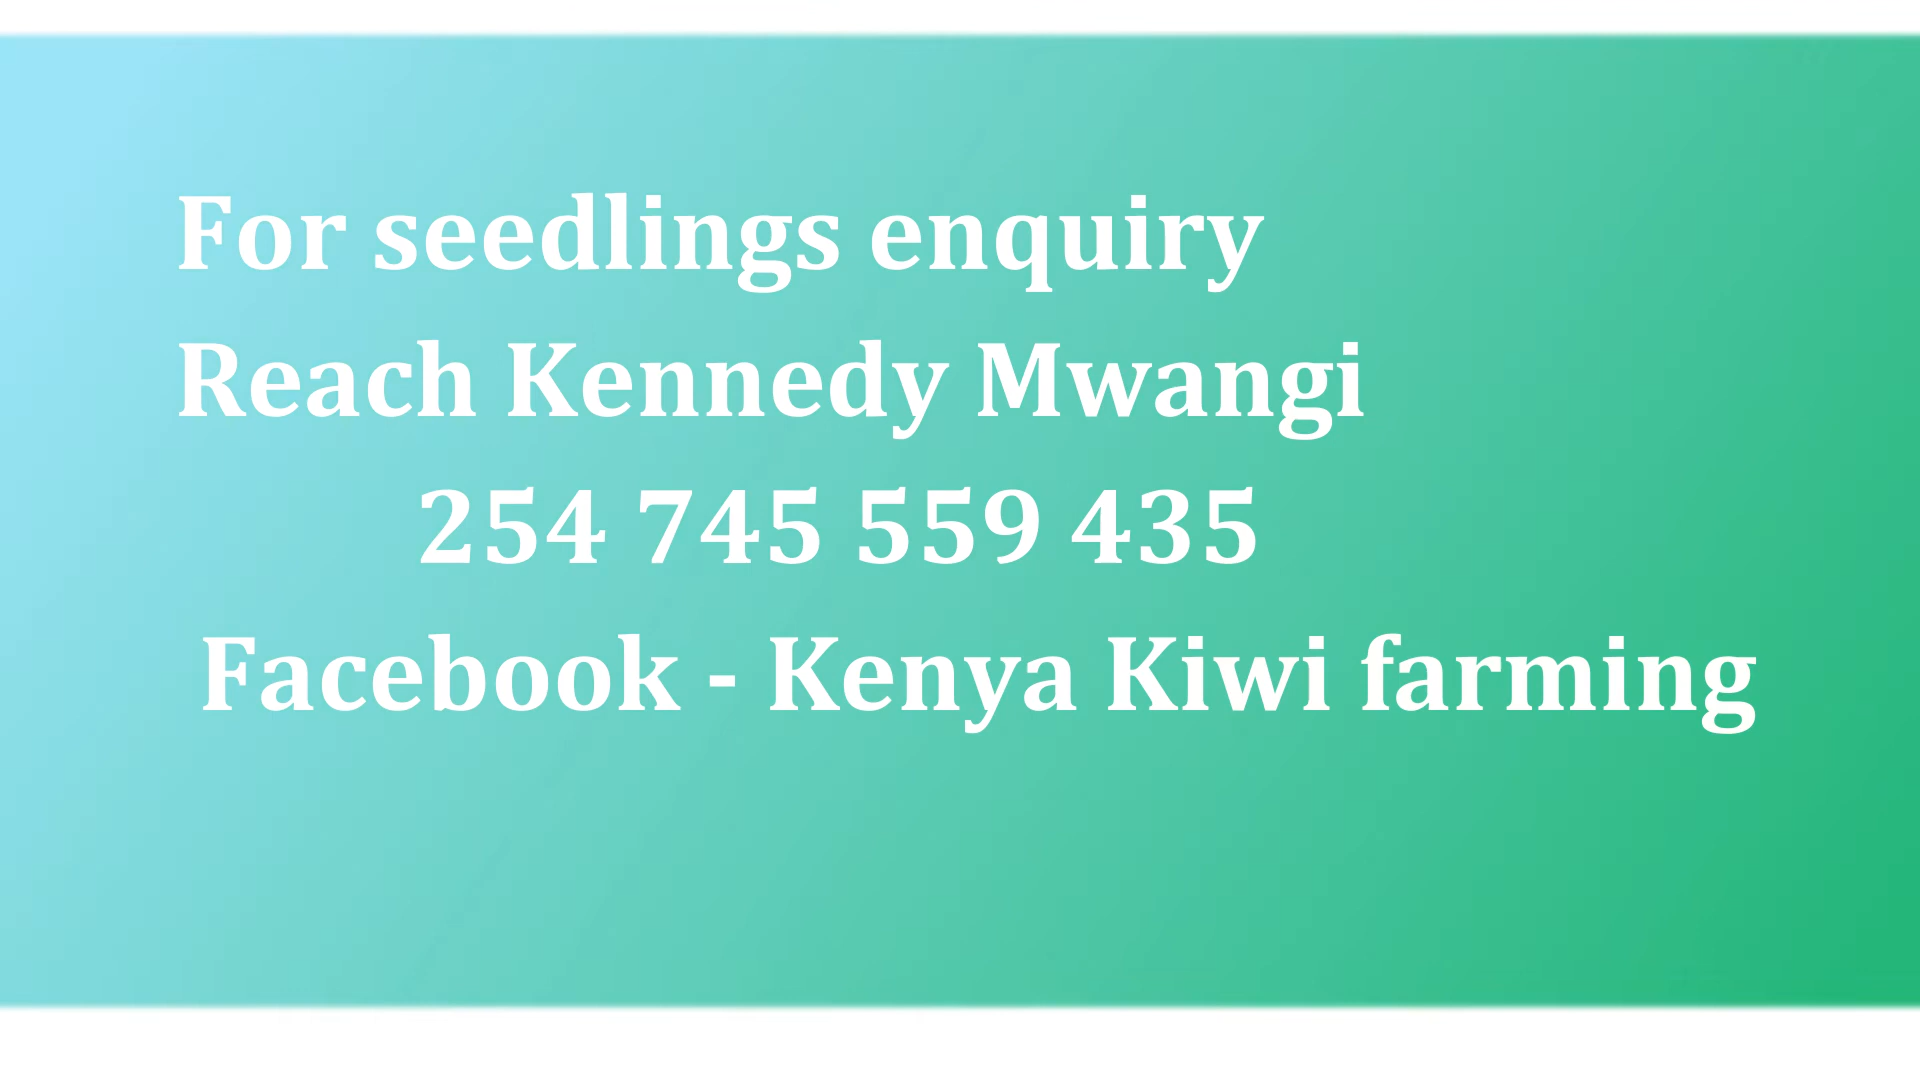 For seedlings enquiry
Reach Kennedy Mwangi
254 745 559 435
Facebook - Kenya Kiwi farming